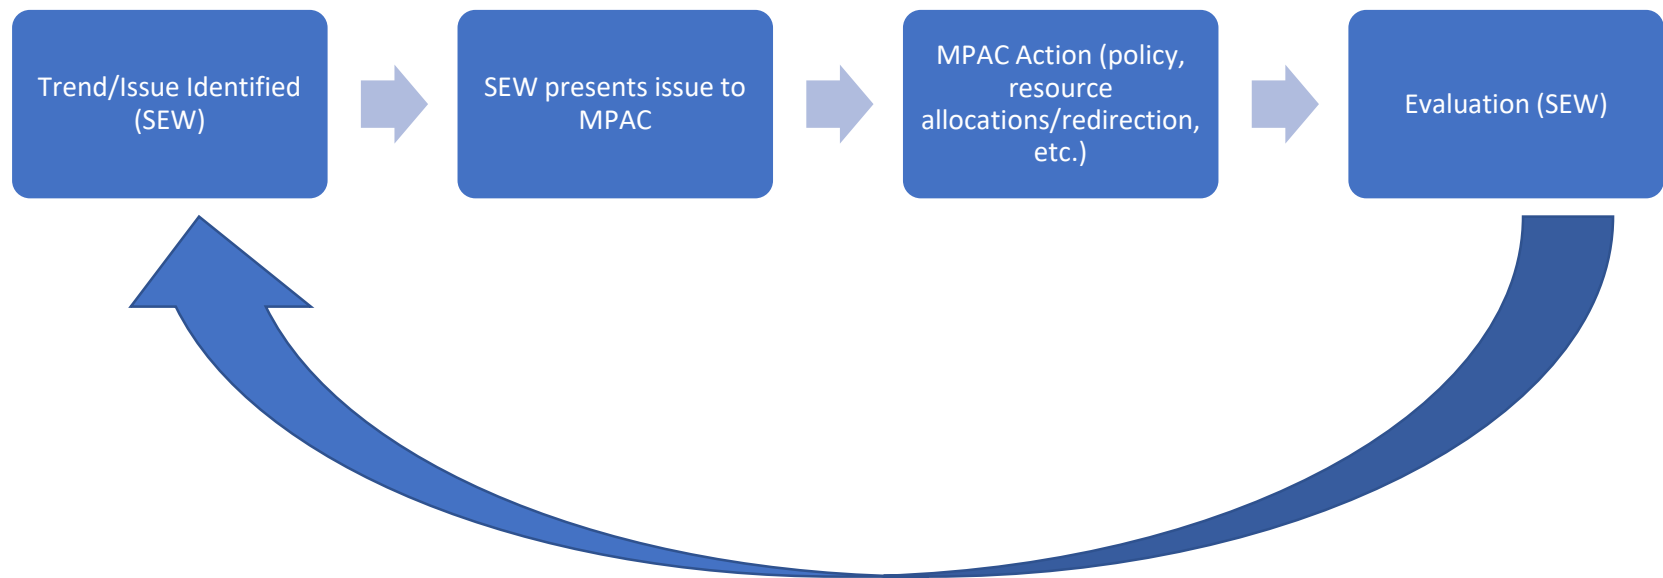 Trend/Issue Identified
(SEW)
SEW presents issue to
MPAC
MPAC Action (policy,
resource
allocations/redirection,
etc.)
Evaluation (SEW)